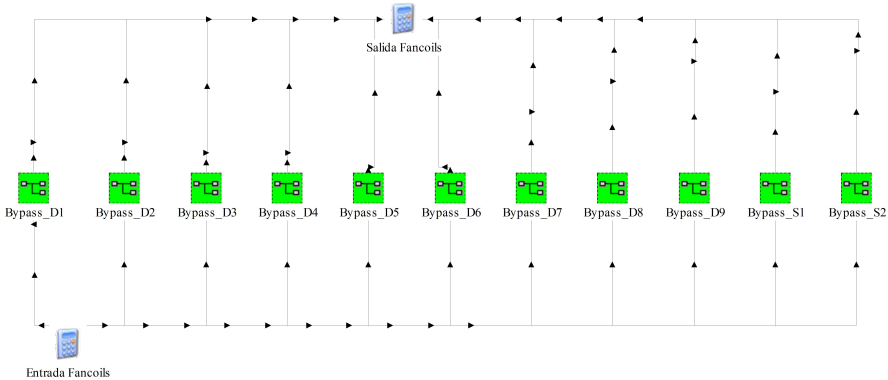 Salida Fancoils
Bypass_D1 Bypass_D2 Bypass_D3 Bypass_D4 Bypass_D5 Bypass_D6 Bypass_D7 Bypass_D8 Bypass_D9 Bypass_S1 Bypass_S2
Entrada Fancoils